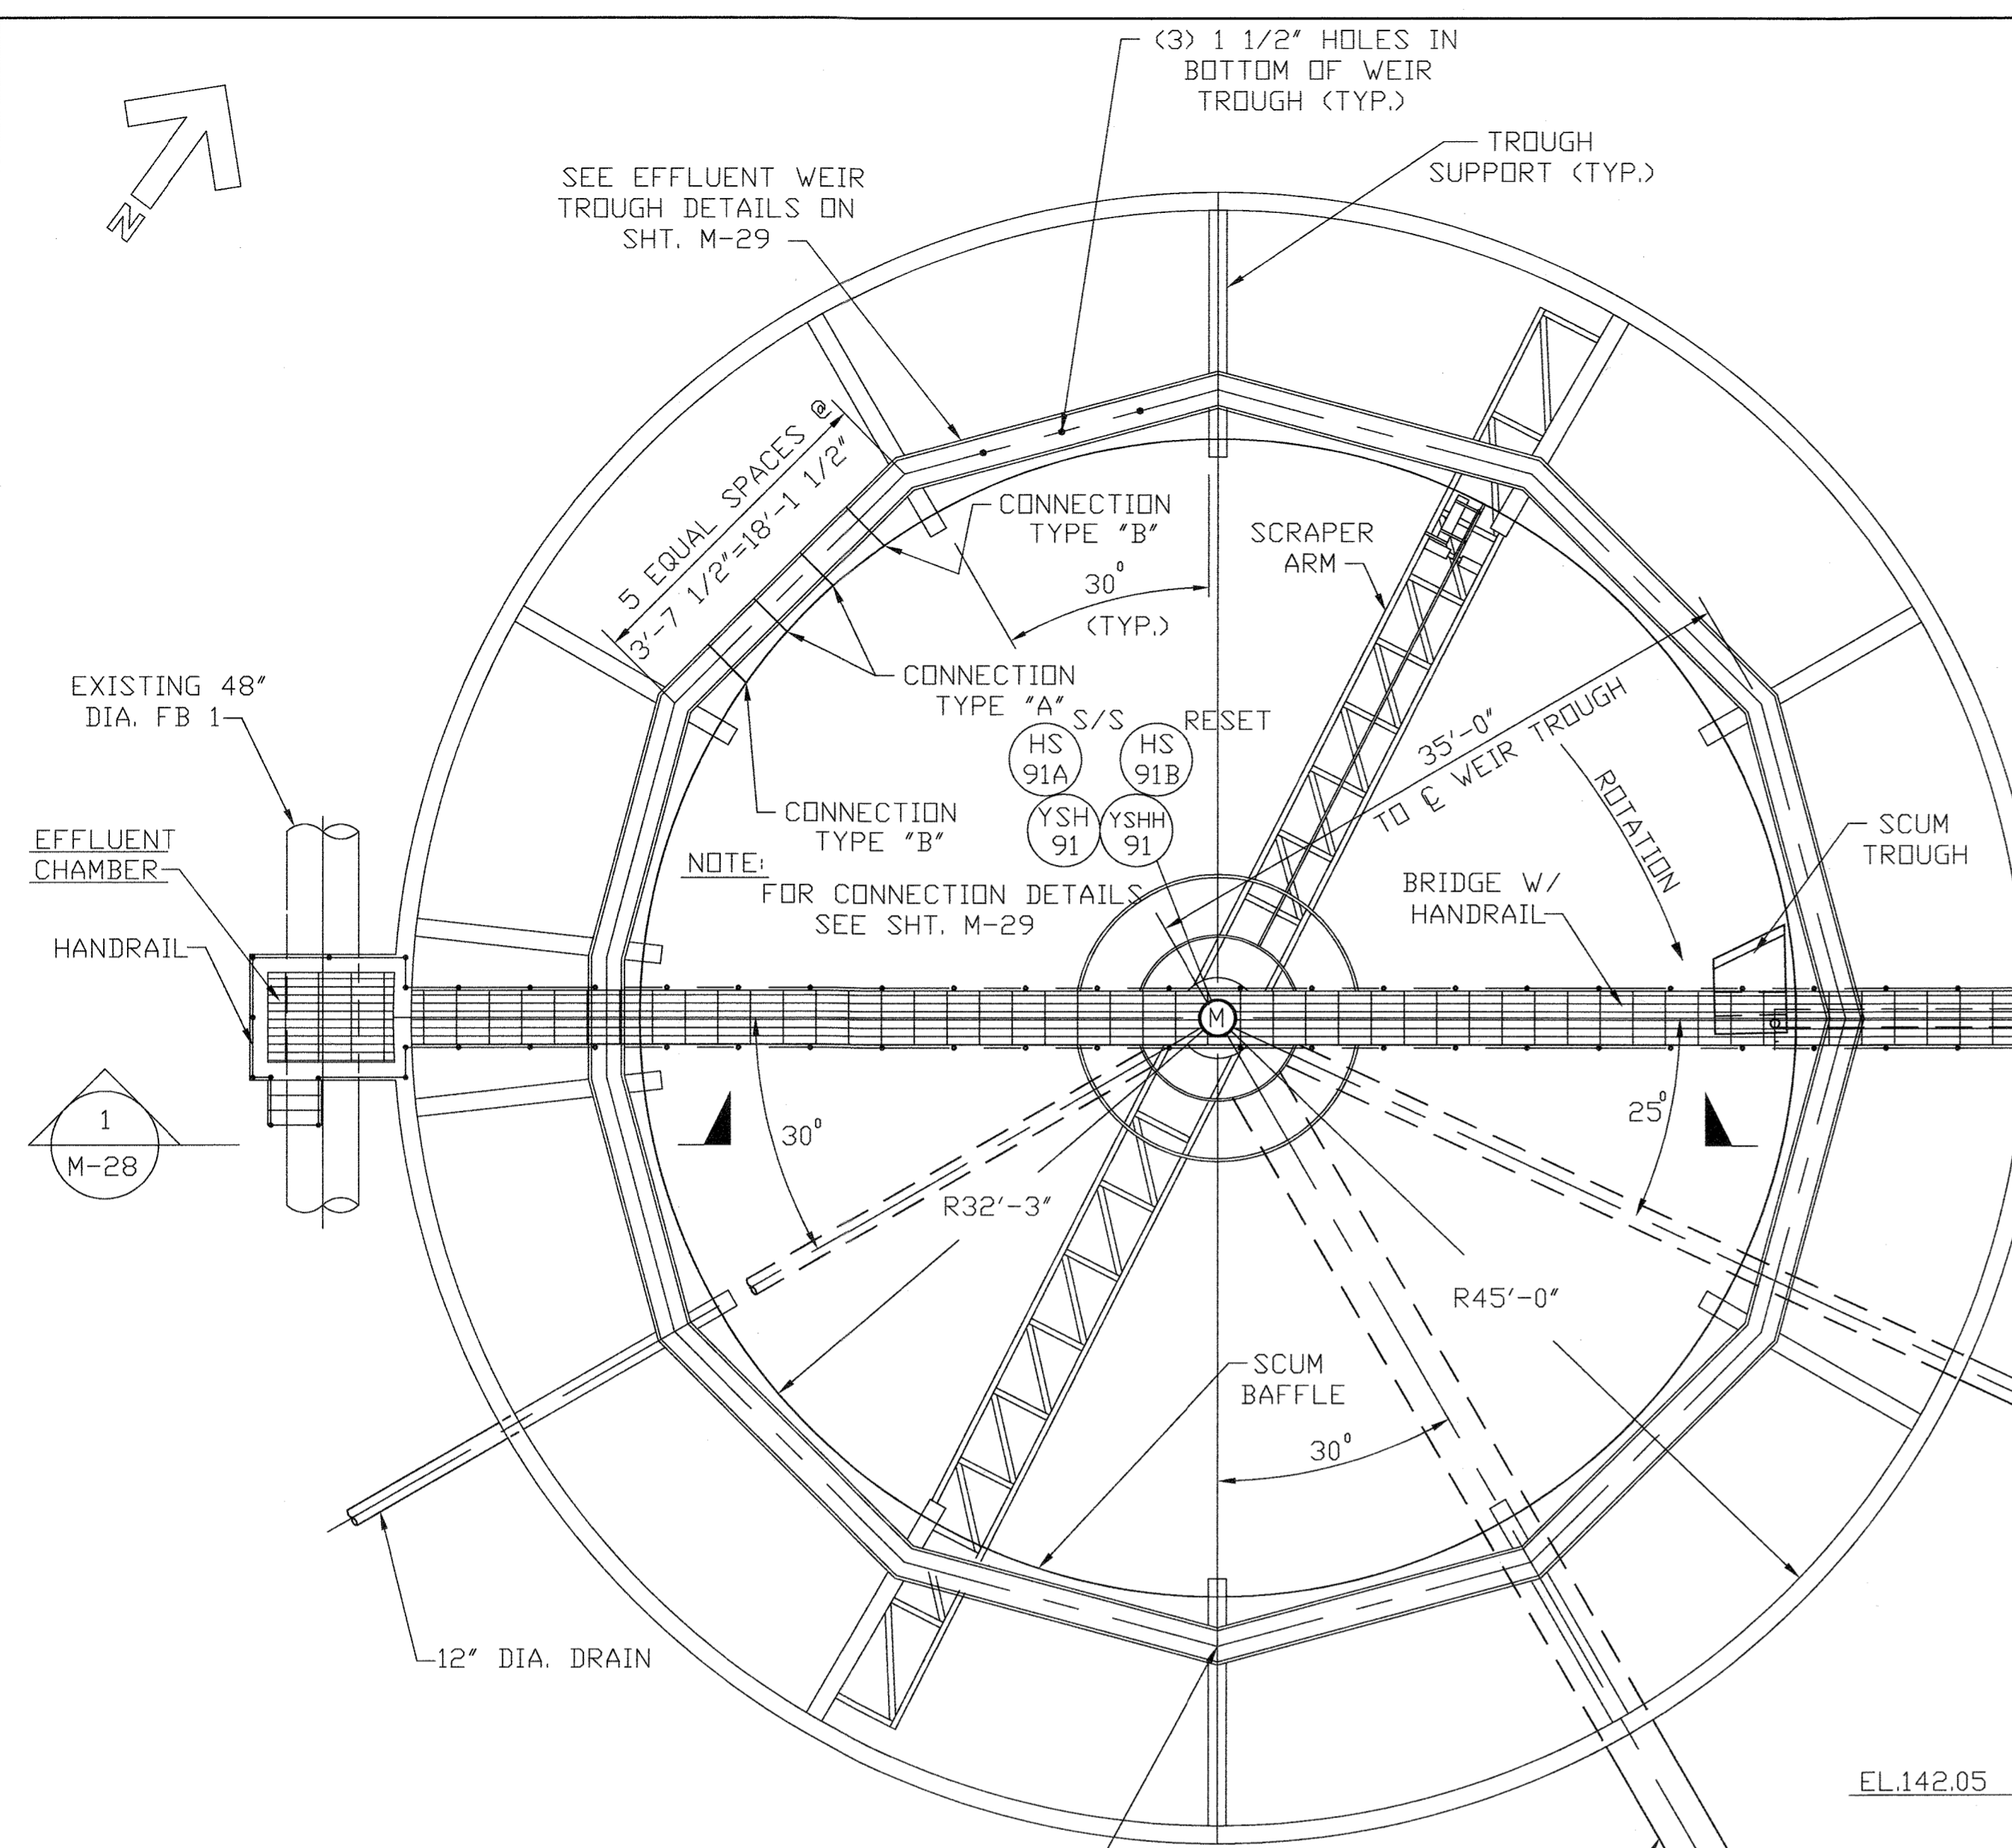 (3) 1 1/2" HOLES IN
BOTTOM OF WEIR
TROUGH (TYP.)
TROUGH
SUPPORT (TYP.)
N
SEE EFFLUENT WEIR
TROUGH DETAILS ON
SHT. M-29
5 EQUAL SPACES @
3'-7 1/2"=18'-1 1/2"
CONNECTION
TYPE "B"
30°
(TYP.)
SCRAPER
ARM
CONNECTION
TYPE "A"
EXISTING 48"
DIA. FB 1
S/S
RESET
HS
91A
HS
91B
YSH
91
YSHH
91
35'-0"
TO ℄ WEIR TROUGH
ROTATION
CONNECTION
TYPE "B"
NOTE:
FOR CONNECTION DETAILS
SEE SHT. M-29
EFFLUENT
CHAMBER
HANDRAIL
BRIDGE W/
HANDRAIL
SCUM
TROUGH
M
1
M-28
30°
25°
R32'-3"
R45'-0"
SCUM
BAFFLE
30°
12" DIA. DRAIN
EL.142.05